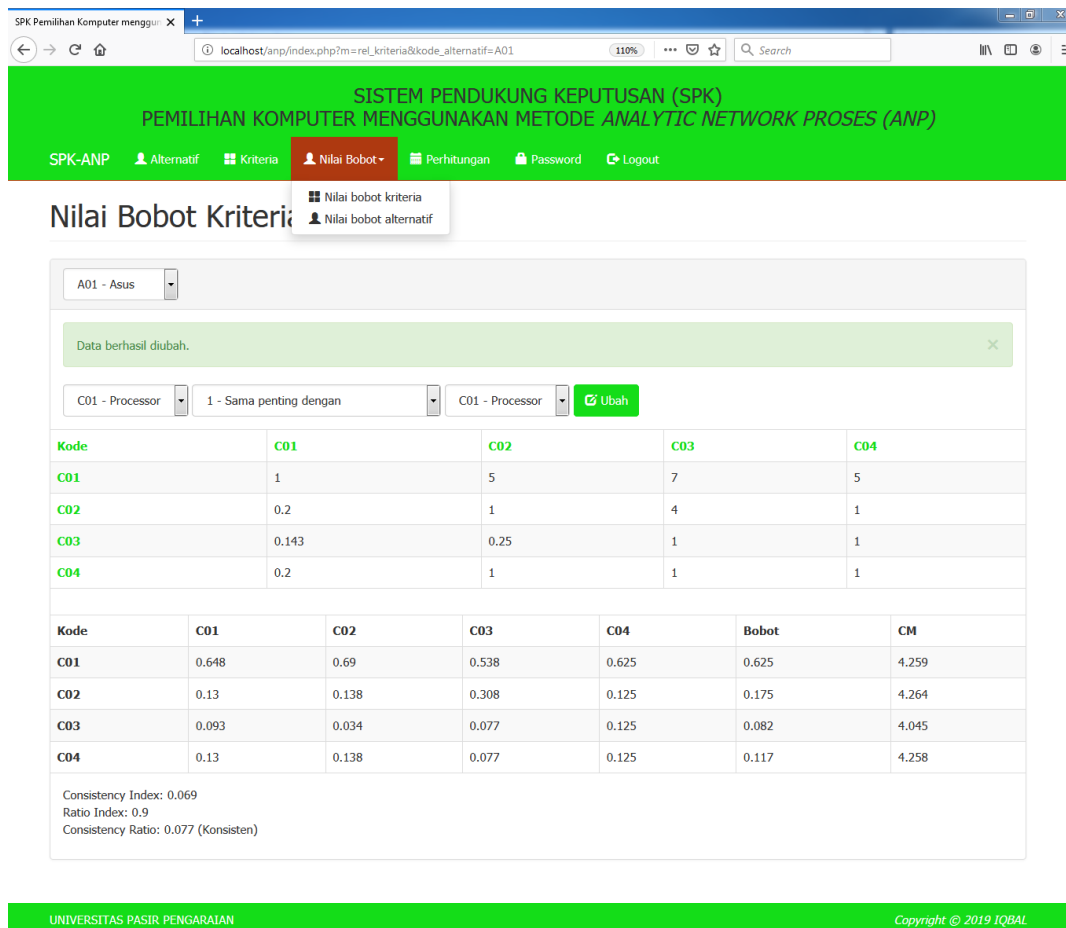 SPK Pemilihan Komputer menggun
localhost/anp/index.php?m=rel_kriteria&kode_alternatif=A01
110%
Search
SISTEM PENDUKUNG KEPUTUSAN (SPK)
PEMILIHAN KOMPUTER MENGGUNAKAN METODE ANALYTIC NETWORK PROSES (ANP)
SPK-ANP Alternatif Kriteria Nilai Bobot Perhitungan Password Logout
Nilai bobot kriteria
Nilai bobot alternatif
Nilai Bobot Kriteria
A01 - Asus
Data berhasil diubah. ×
C01 - Processor 1 - Sama penting dengan C01 - Processor Ubah
Kode C01 C02 C03 C04
C01 1 5 7 5
C02 0.2 1 4 1
C03 0.143 0.25 1 1
C04 0.2 1 1 1
Kode C01 C02 C03 C04 Bobot CM
C01 0.648 0.69 0.538 0.625 0.625 4.259
C02 0.13 0.138 0.308 0.125 0.175 4.264
C03 0.093 0.034 0.077 0.125 0.082 4.045
C04 0.13 0.138 0.077 0.125 0.117 4.258
Consistency Index: 0.069
Ratio Index: 0.9
Consistency Ratio: 0.077 (Konsisten)
UNIVERSITAS PASIR PENGARAIAN Copyright © 2019 IQBAL